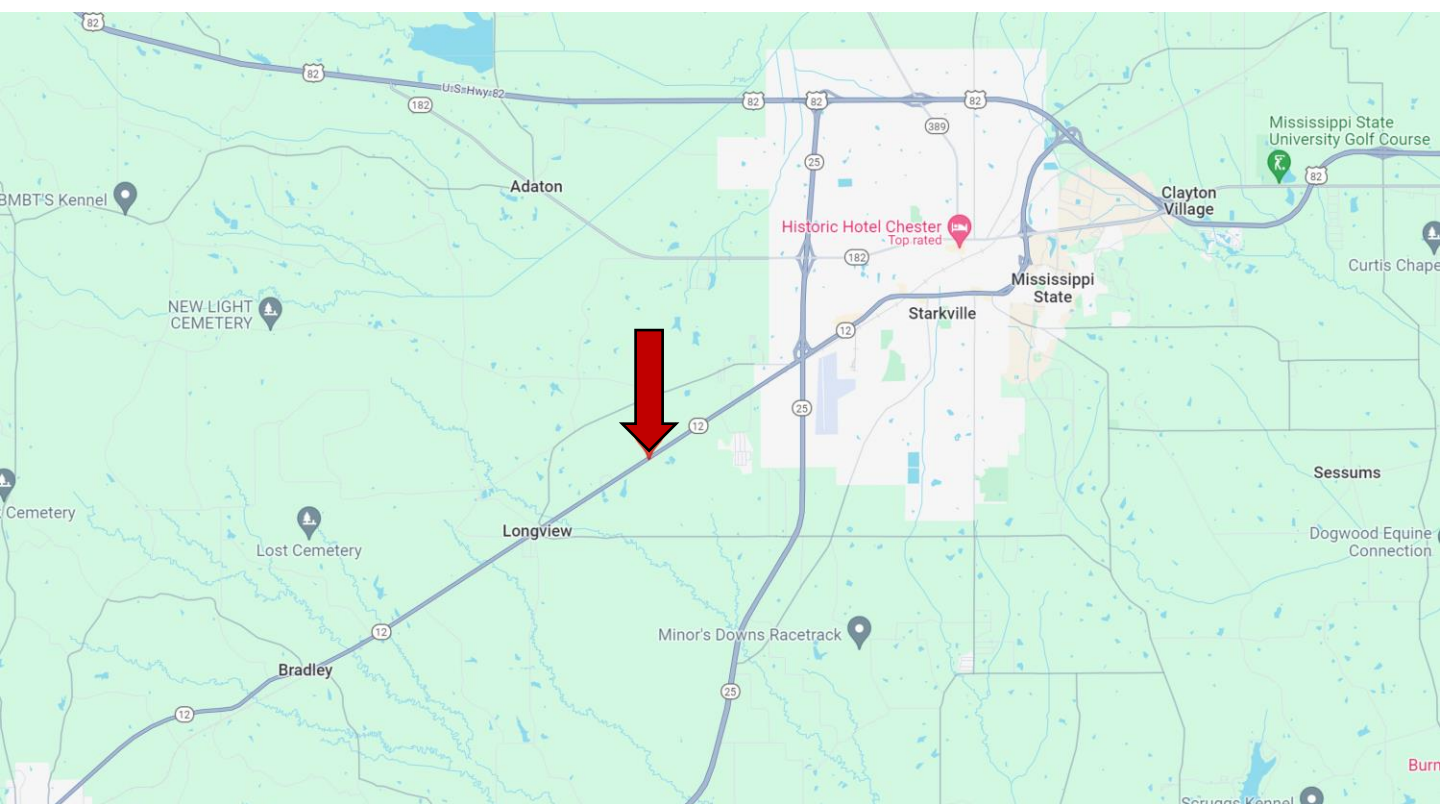 82
82
U.S. Hwy 82
182
82
82
82
389
Mississippi State
University Golf Course
25
82
Adaton
BMBT'S Kennel
Clayton
Village
Historic Hotel Chester
Top rated
182
Curtis Chape
Mississippi
State
NEW LIGHT
CEMETERY
Starkville
12
25
12
Sessums
Cemetery
Longview
Lost Cemetery
Dogwood Equine
Connection
12
Minor's Downs Racetrack
Bradley
25
12
Burn
Scruggs Kennel